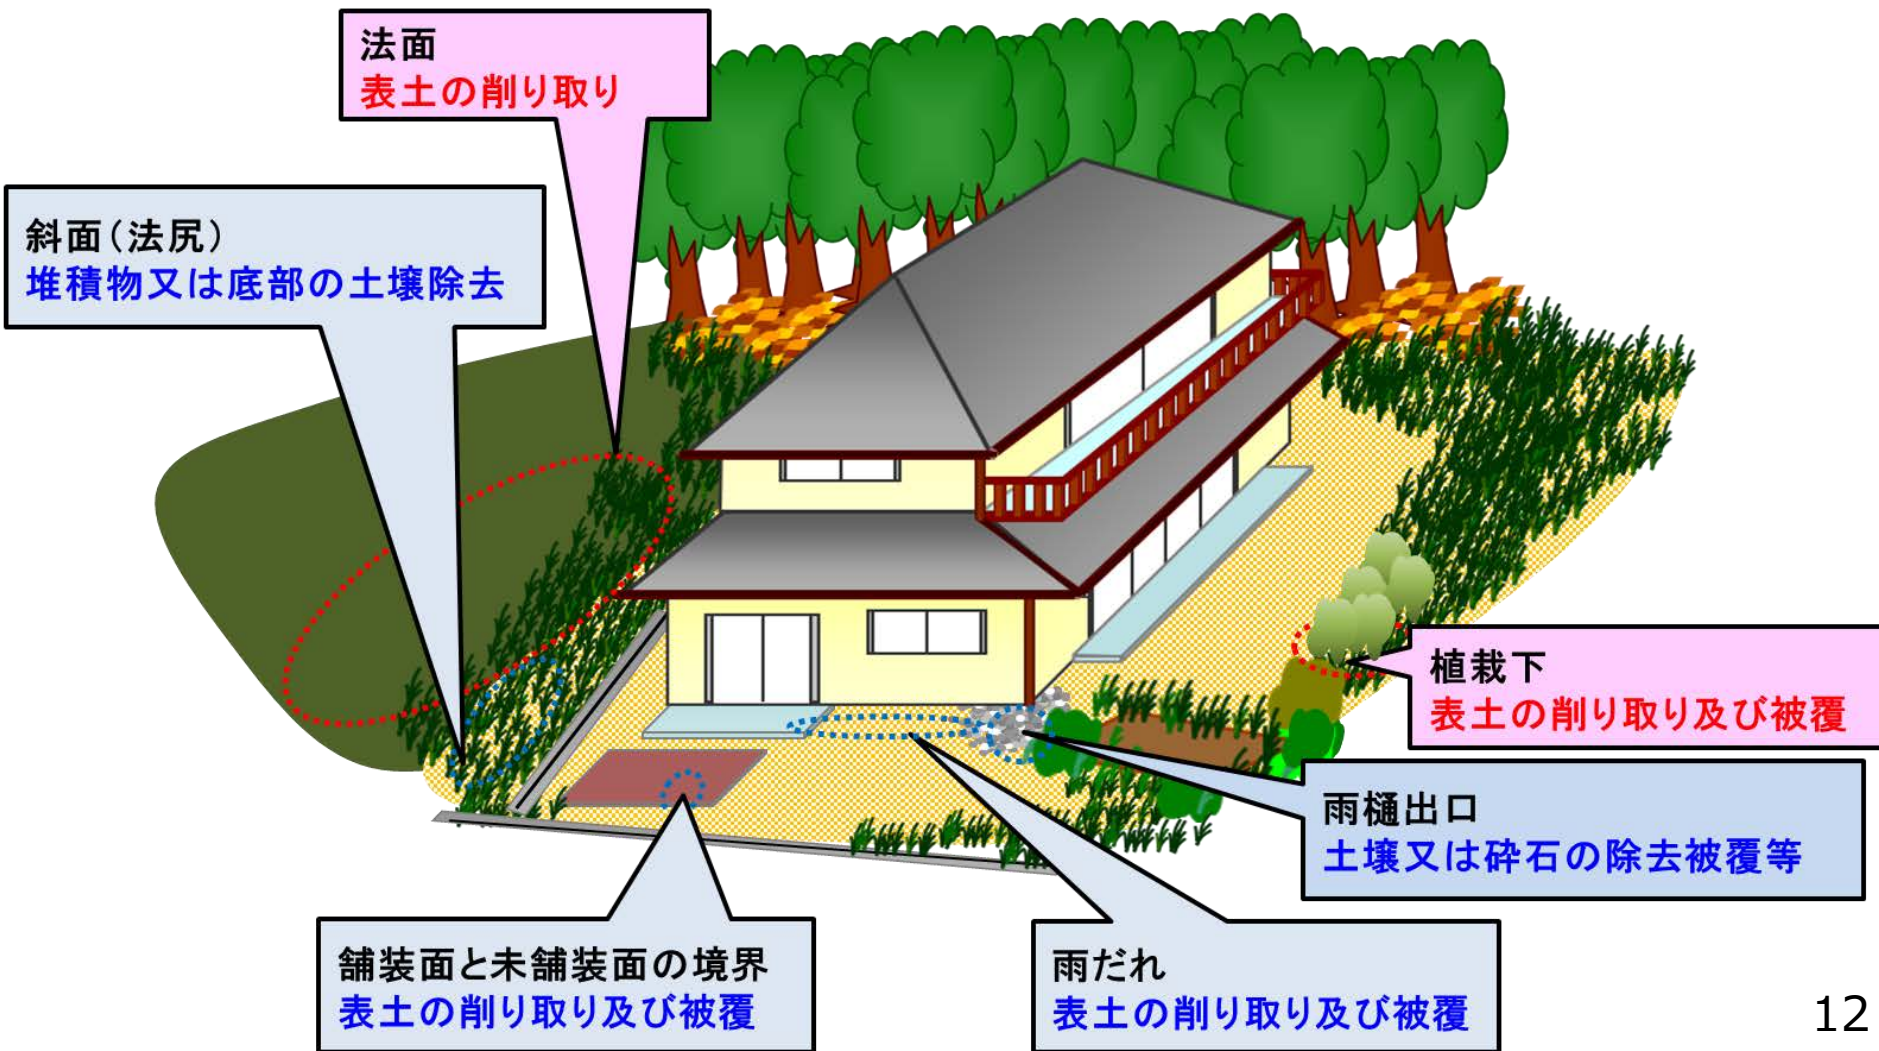 法面
表土の削り取り
斜面（法尻）
堆積物又は底部の土壌除去
植栽下
表土の削り取り及び被覆
雨樋出口
土壌又は砕石の除去被覆等
舗装面と未舗装面の境界
表土の削り取り及び被覆
雨だれ
表土の削り取り及び被覆
12